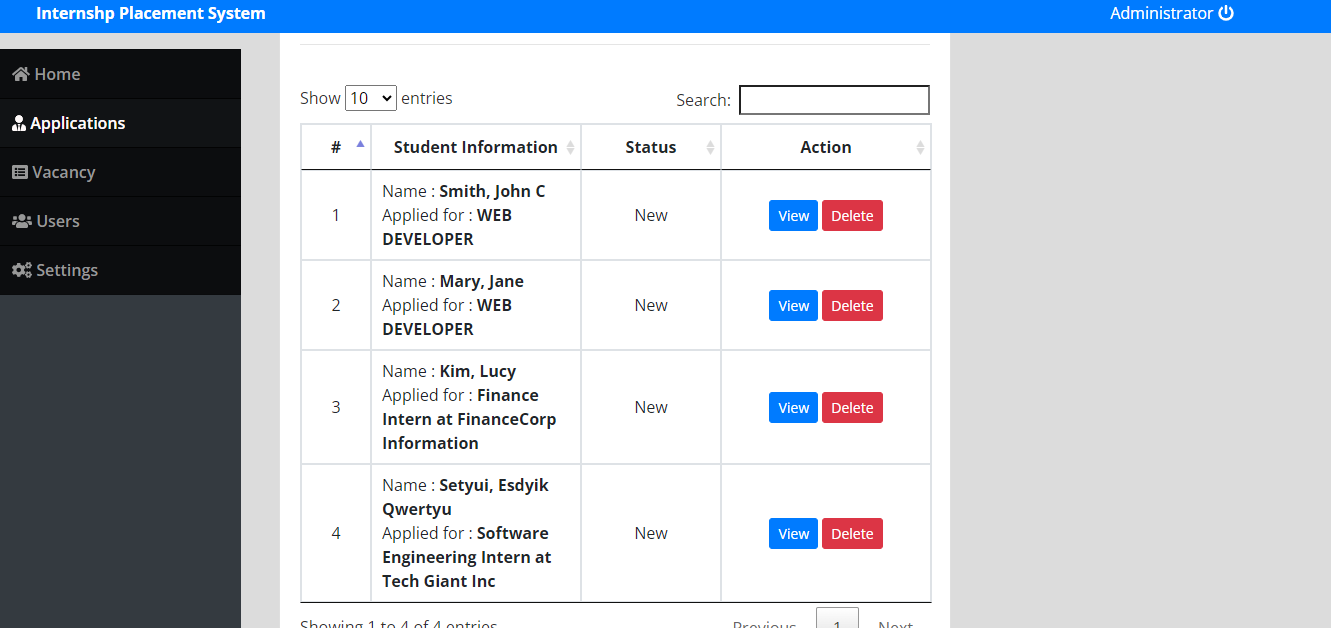 Internshp Placement System
Administrator
Home
Applications
Vacancy
Users
Settings
Show 10 entries
Search:
# Student Information Status Action
1
Name : Smith, John C
Applied for : WEB
DEVELOPER
New
View Delete
2
Name : Mary, Jane
Applied for : WEB
DEVELOPER
New
View Delete
3
Name : Kim, Lucy
Applied for : Finance
Intern at FinanceCorp
Information
New
View Delete
4
Name : Setyui, Esdyik
Qwertyu
Applied for : Software
Engineering Intern at
Tech Giant Inc
New
View Delete
Showing 1 to 4 of 4 entries
Previous 1 Next